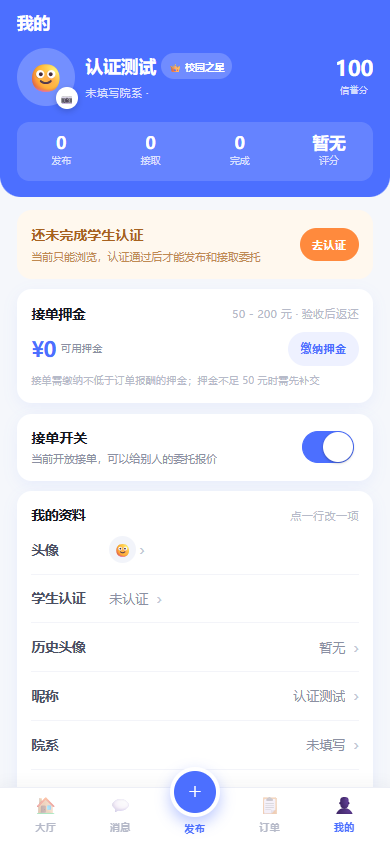 我的
认证测试 校园之星
未填写院系 ·
100
信誉分
0 0 0 暂无
发布 接取 完成 评分
还未完成学生认证
当前只能浏览，认证通过后才能发布和接取委托
去认证
接单押金 50 - 200 元 · 验收后返还
¥0 可用押金 缴纳押金
接单需缴纳不低于订单报酬的押金；押金不足 50 元时需先补交
接单开关
当前开放接单，可以给别人的委托报价
我的资料 点一行改一项
头像 ›
学生认证 未认证 ›
历史头像 暂无 ›
昵称 认证测试 ›
院系 未填写 ›
+
大厅 消息 发布 订单 我的